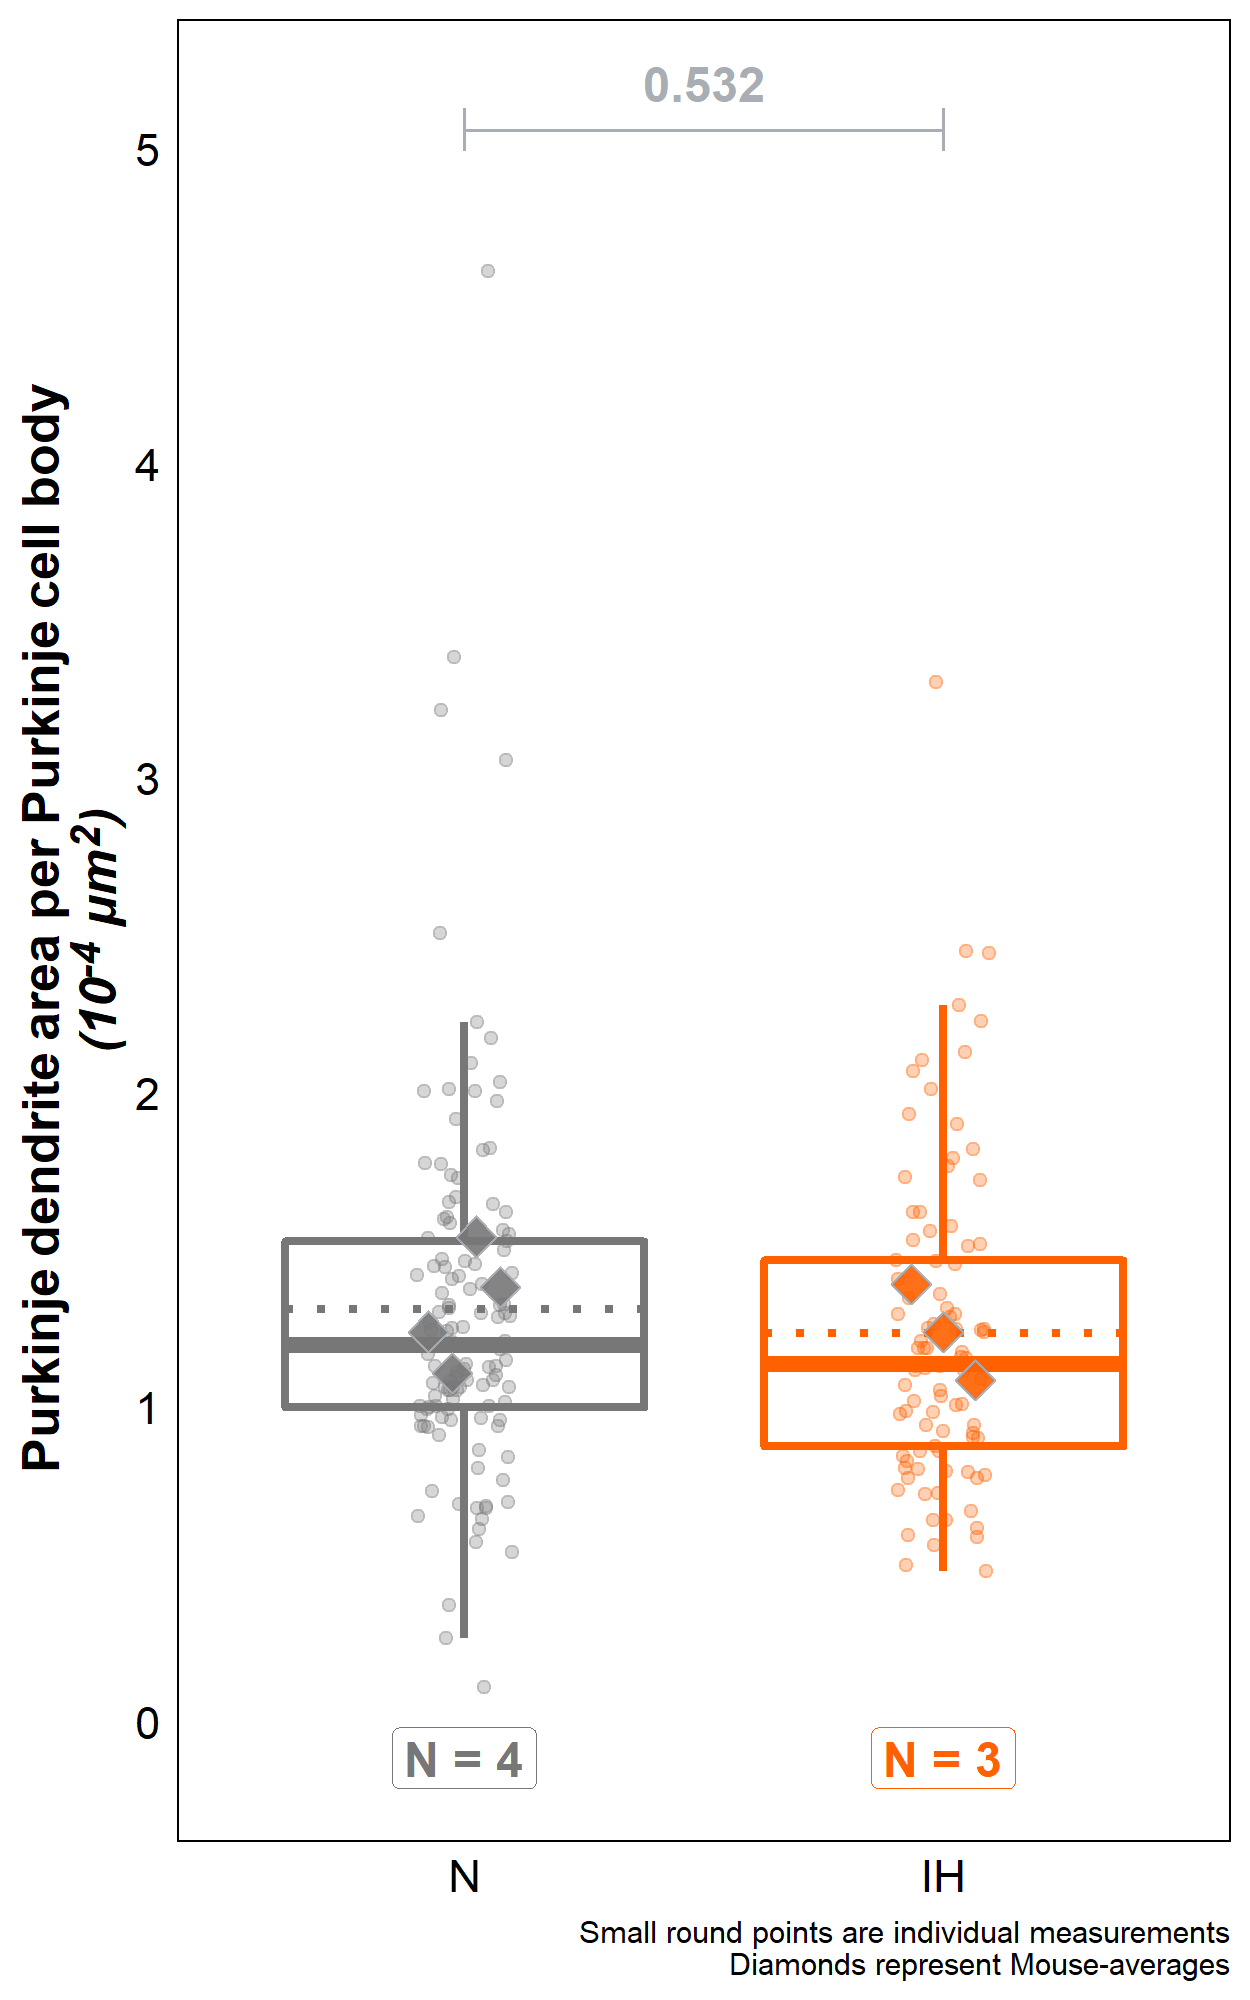 0.532
Purkinje dendrite area per Purkinje cell body
(10⁻⁴ µm²)
5
4
3
2
1
0
N = 4
N = 3
N
IH
Small round points are individual measurements
Diamonds represent Mouse-averages